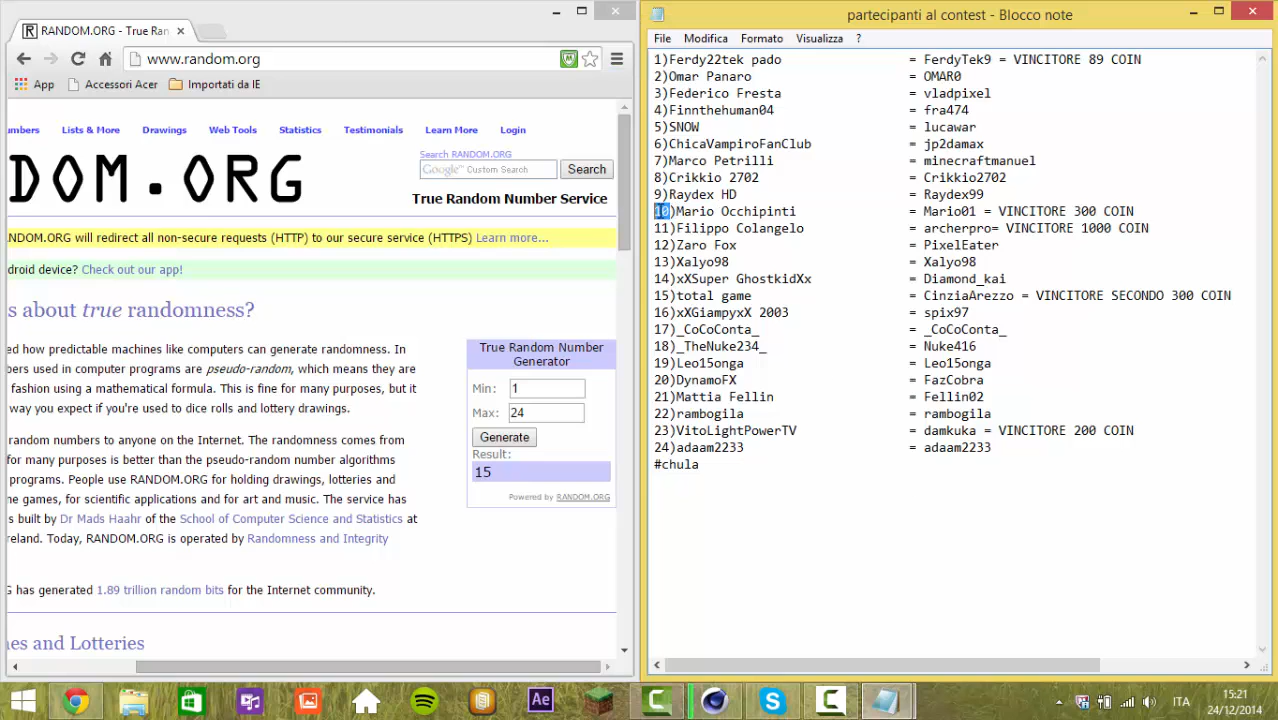 RANDOM.ORG - True Ran
www.random.org
App
Accessori Acer
Importati da IE
umbers
Lists & More
Drawings
Web Tools
Statistics
Testimonials
Learn More
Login
DOM.ORG
Search RANDOM.ORG
Google™ Custom Search
Search
True Random Number Service
NDOM.ORG will redirect all non-secure requests (HTTP) to our secure service (HTTPS) Learn more...
droid device? Check out our app!
s about true randomness?
ed how predictable machines like computers can generate randomness. In
rs used in computer programs are pseudo-random, which means they are
fashion using a mathematical formula. This is fine for many purposes, but it
way you expect if you're used to dice rolls and lottery drawings.
random numbers to anyone on the Internet. The randomness comes from
for many purposes is better than the pseudo-random number algorithms
programs. People use RANDOM.ORG for holding drawings, lotteries and
ne games, for scientific applications and for art and music. The service has
s built by Dr Mads Haahr of the School of Computer Science and Statistics at
reland. Today, RANDOM.ORG is operated by Randomness and Integrity
G has generated 1.89 trillion random bits for the Internet community.
es and Lotteries
True Random Number
Generator
Min: 1
Max: 24
Generate
Result:
15
Powered by RANDOM.ORG
partecipanti al contest - Blocco note
File Modifica Formato Visualizza ?
1)Ferdy22tek pado = FerdyTek9 = VINCITORE 89 COIN
2)Omar Panaro = OMAR0
3)Federico Fresta = vladpixel
4)Finnthehuman04 = fra474
5)SNOW = lucawar
6)ChicaVampiroFanClub = jp2damax
7)Marco Petrilli = minecraftmanuel
8)Crikkio 2702 = Crikkio2702
9)Raydex HD = Raydex99
10)Mario Occhipinti = Mario01 = VINCITORE 300 COIN
11)Filippo Colangelo = archerpro= VINCITORE 1000 COIN
12)Zaro Fox = PixelEater
13)Xalyo98 = Xalyo98
14)xXSuper GhostkidXx = Diamond_kai
15)total game = CinziaArezzo = VINCITORE SECONDO 300 COIN
16)xXGiampyxX 2003 = spix97
17)_CoCoConta_ = _CoCoConta_
18)_TheNuke234_ = Nuke416
19)Leo15onga = Leo15onga
20)DynamoFX = FazCobra
21)Mattia Fellin = Fellin02
22)rambogila = rambogila
23)VitoLightPowerTV = damkuka = VINCITORE 200 COIN
24)adaam2233 = adaam2233
#chula
Ae
ITA
15:21
24/12/2014